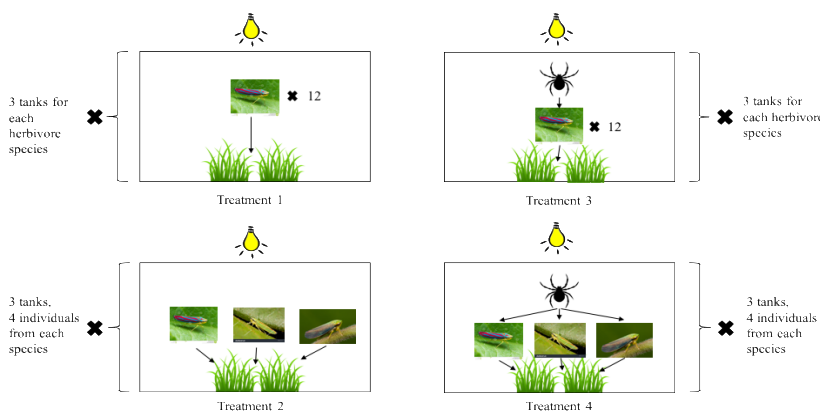 3 tanks for
each
herbivore
species
12
Treatment 1
12
3 tanks for
each herbivore
species
Treatment 3
3 tanks,
4 individuals
from each
species
Treatment 2
3 tanks,
4 individuals
from each
species
Treatment 4